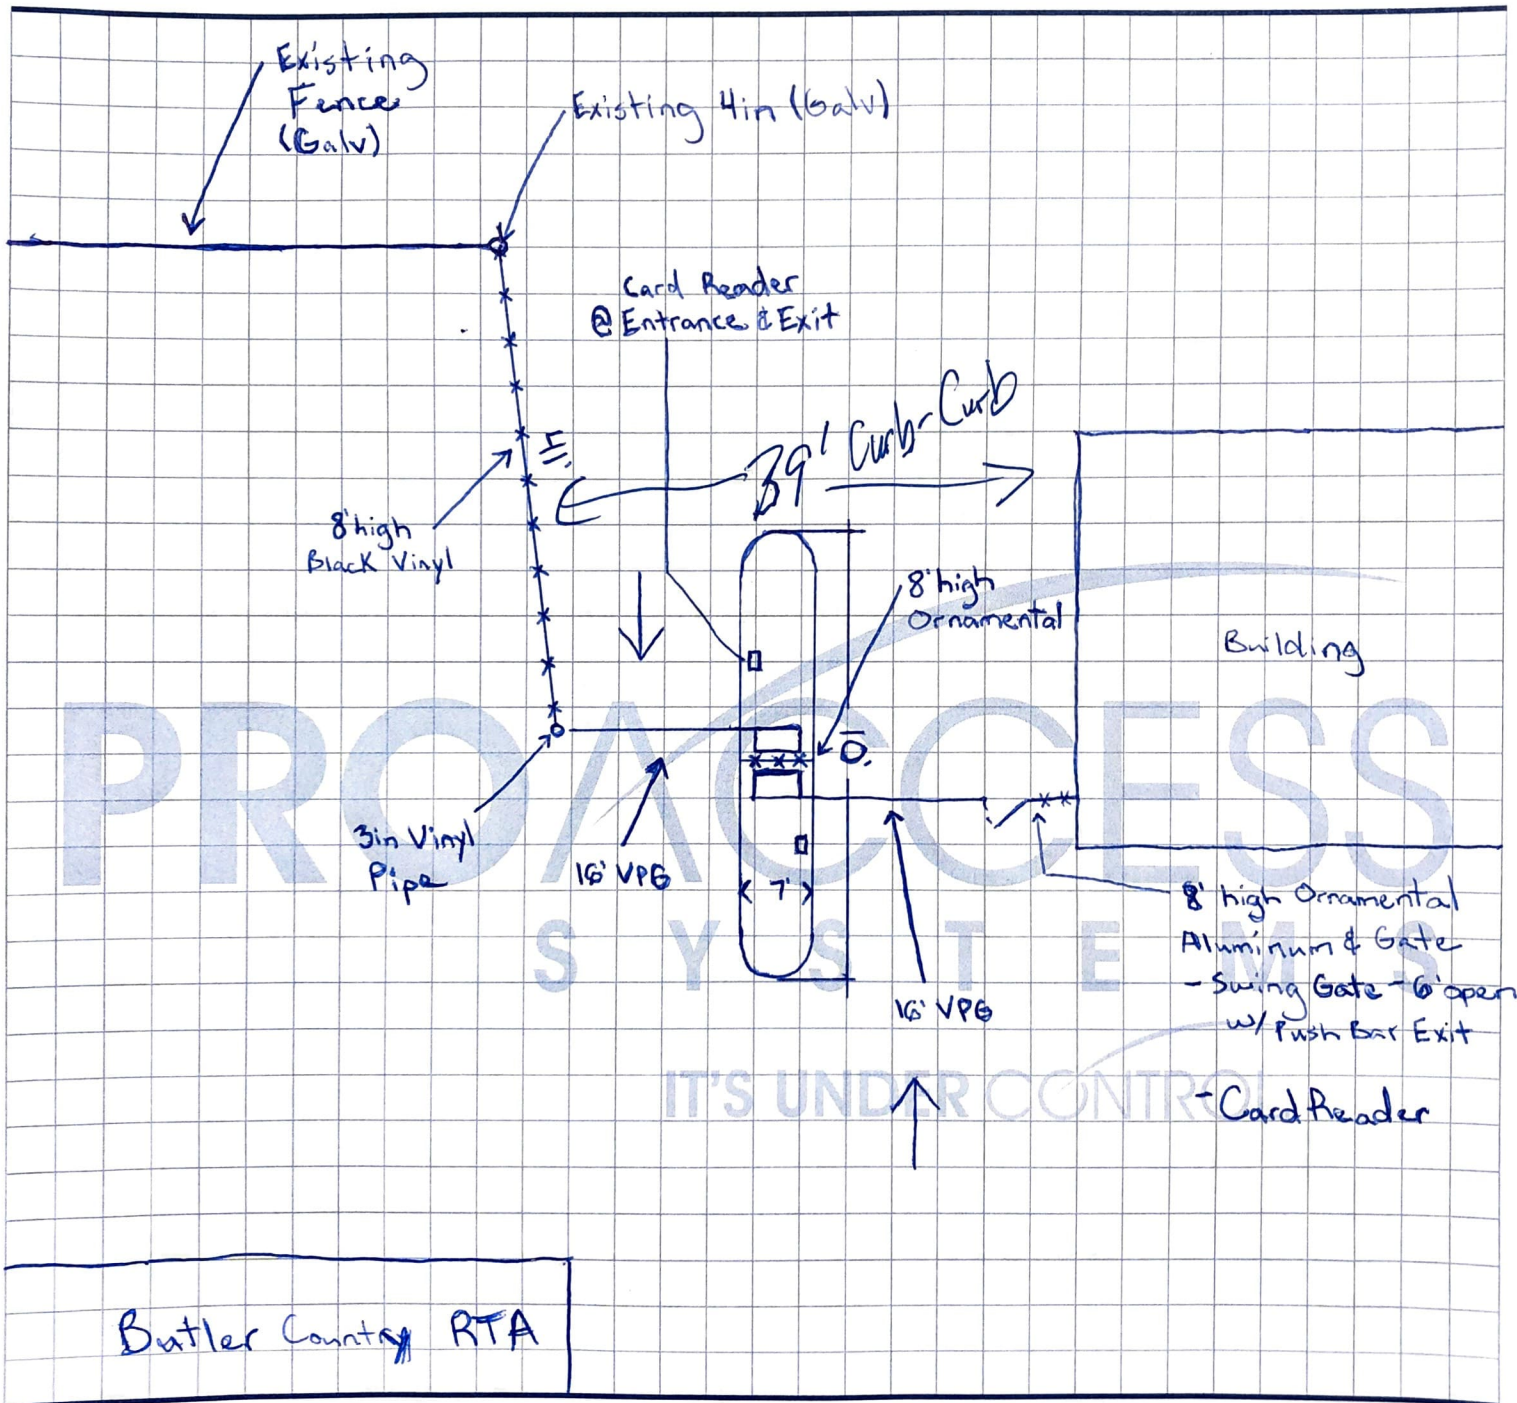 Existing
Fence
(Galv)
Existing 4in (Galv)
Card Reader
@ Entrance & Exit
39' Curb-Curb
8' high
Black Vinyl
8' high
Ornamental
Building
3in Vinyl
Pipe
16' VPG
7'
16' VPG
8' high Ornamental
Aluminum & Gate
- Swing Gate - 6' open
w/ Push Bar Exit
- Card Reader
PROACCESS
SYSTEMS
IT'S UNDER CONTROL
Butler Country RTA